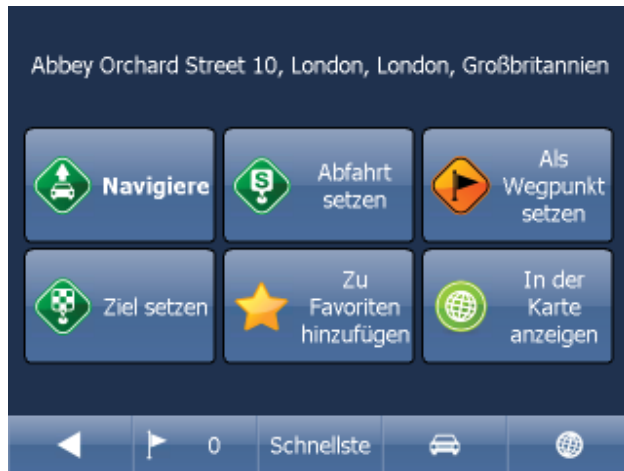 Abbey Orchard Street 10, London, London, Großbritannien
Navigiere
Abfahrt
setzen
Als
Wegpunkt
setzen
Ziel setzen
Zu
Favoriten
hinzufügen
In der
Karte
anzeigen
0
Schnellste